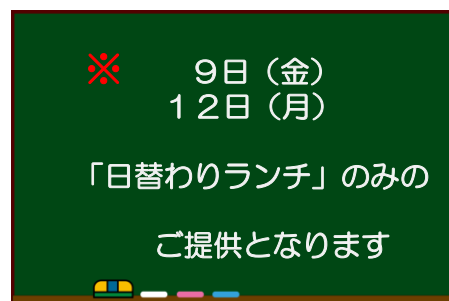 ※　９日（金）
１２日（月）
「日替わりランチ」のみの
ご提供となります